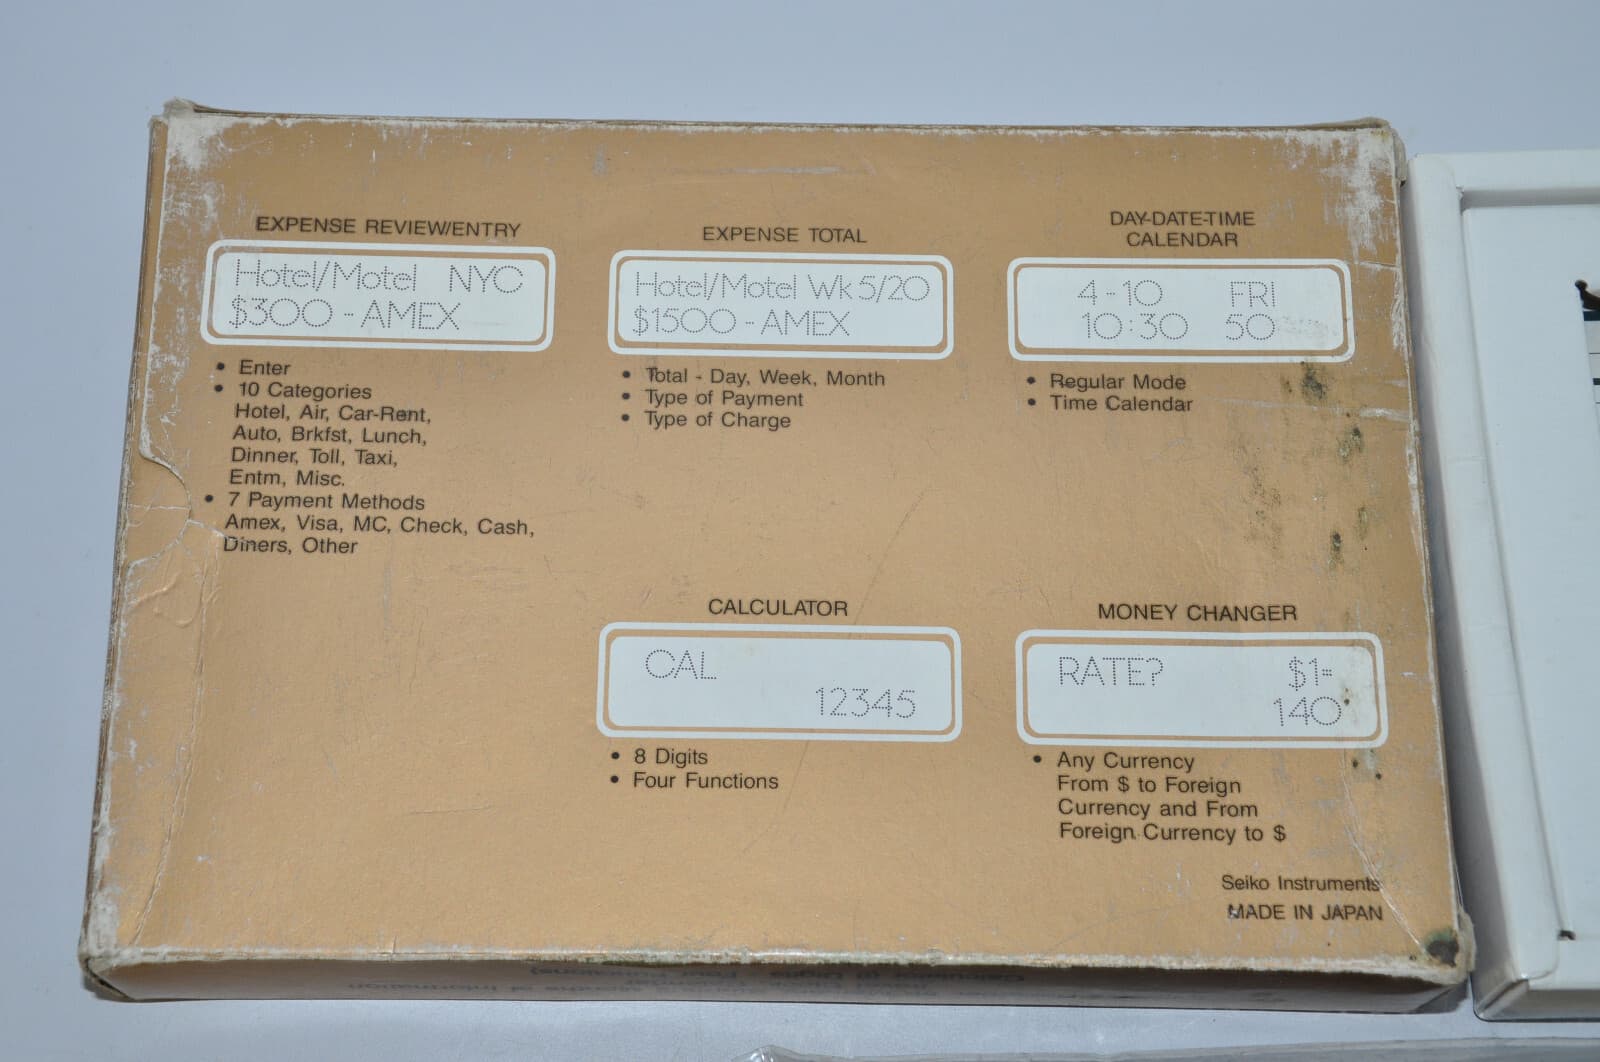 EXPENSE REVIEW/ENTRY
Hotel/Motel NYC
$300 - AMEX
• Enter
• 10 Categories
Hotel, Air, Car-Rent,
Auto, Brkfst, Lunch,
Dinner, Toll, Taxi,
Entm, Misc.
• 7 Payment Methods
Amex, Visa, MC, Check, Cash,
Diners, Other
EXPENSE TOTAL
Hotel/Motel Wk 5/20
$1500 - AMEX
• Total - Day, Week, Month
• Type of Payment
• Type of Charge
DAY-DATE-TIME
CALENDAR
4-10 FRI
10:30 50
• Regular Mode
• Time Calendar
CALCULATOR
CAL
12345
• 8 Digits
• Four Functions
MONEY CHANGER
RATE? $1=
140
• Any Currency
From $ to Foreign
Currency and From
Foreign Currency to $
Seiko Instruments
MADE IN JAPAN